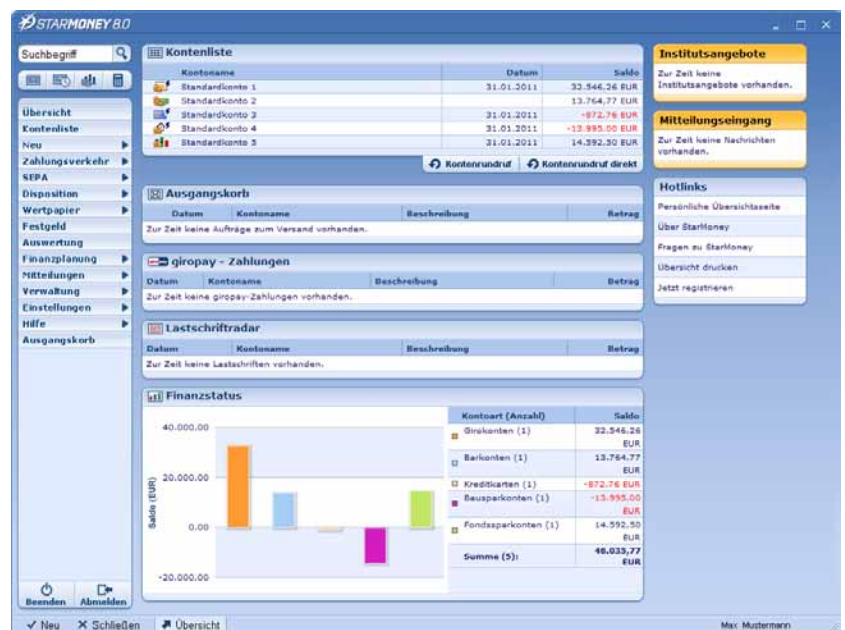 STARMONEY 8.0
Suchbegriff
Übersicht
Kontenliste
Neu
Zahlungsverkehr
SEPA
Disposition
Wertpapier
Festgeld
Auswertung
Finanzplanung
Mitteilungen
Verwaltung
Einstellungen
Hilfe
Ausgangskorb
Beenden Abmelden
Kontenliste
Kontoname Datum Saldo
Standardkonto 1 31.01.2011 32.546,26 EUR
Standardkonto 2 13.764,77 EUR
Standardkonto 3 31.01.2011 -872.76 EUR
Standardkonto 4 31.01.2011 -13.995.00 EUR
Standardkonto 5 31.01.2011 14.592.50 EUR
Kontenrundruf Kontenrundruf direkt
Ausgangskorb
Datum Kontoname Beschreibung Betrag
Zur Zeit keine Aufträge zum Versand vorhanden.
giropay - Zahlungen
Datum Kontoname Beschreibung Betrag
Zur Zeit keine giropay-Zahlungen vorhanden.
Lastschriftradar
Datum Kontoname Beschreibung Betrag
Zur Zeit keine Lastschriften vorhanden.
Finanzstatus
40.000.00
20.000.00
0.00
-20.000.00
Saldo (EUR)
Kontoart (Anzahl) Saldo
Girokonten (1) 32.546.26
EUR
Barkonten (1) 13.764.77
EUR
Kreditkarten (1) -872.76 EUR
Bausparkonten (1) -13.995.00
EUR
Fondssparkonten (1) 14.592.50
EUR
Summe (5): 46.035,77
EUR
Institutsangebote
Zur Zeit keine
Institutsangebote vorhanden.
Mitteilungseingang
Zur Zeit keine Nachrichten
vorhanden.
Hotlinks
Persönliche Übersichtsseite
Über StarMoney
Fragen zu StarMoney
Übersicht drucken
Jetzt registrieren
Neu Schließen Übersicht Max Mustermann